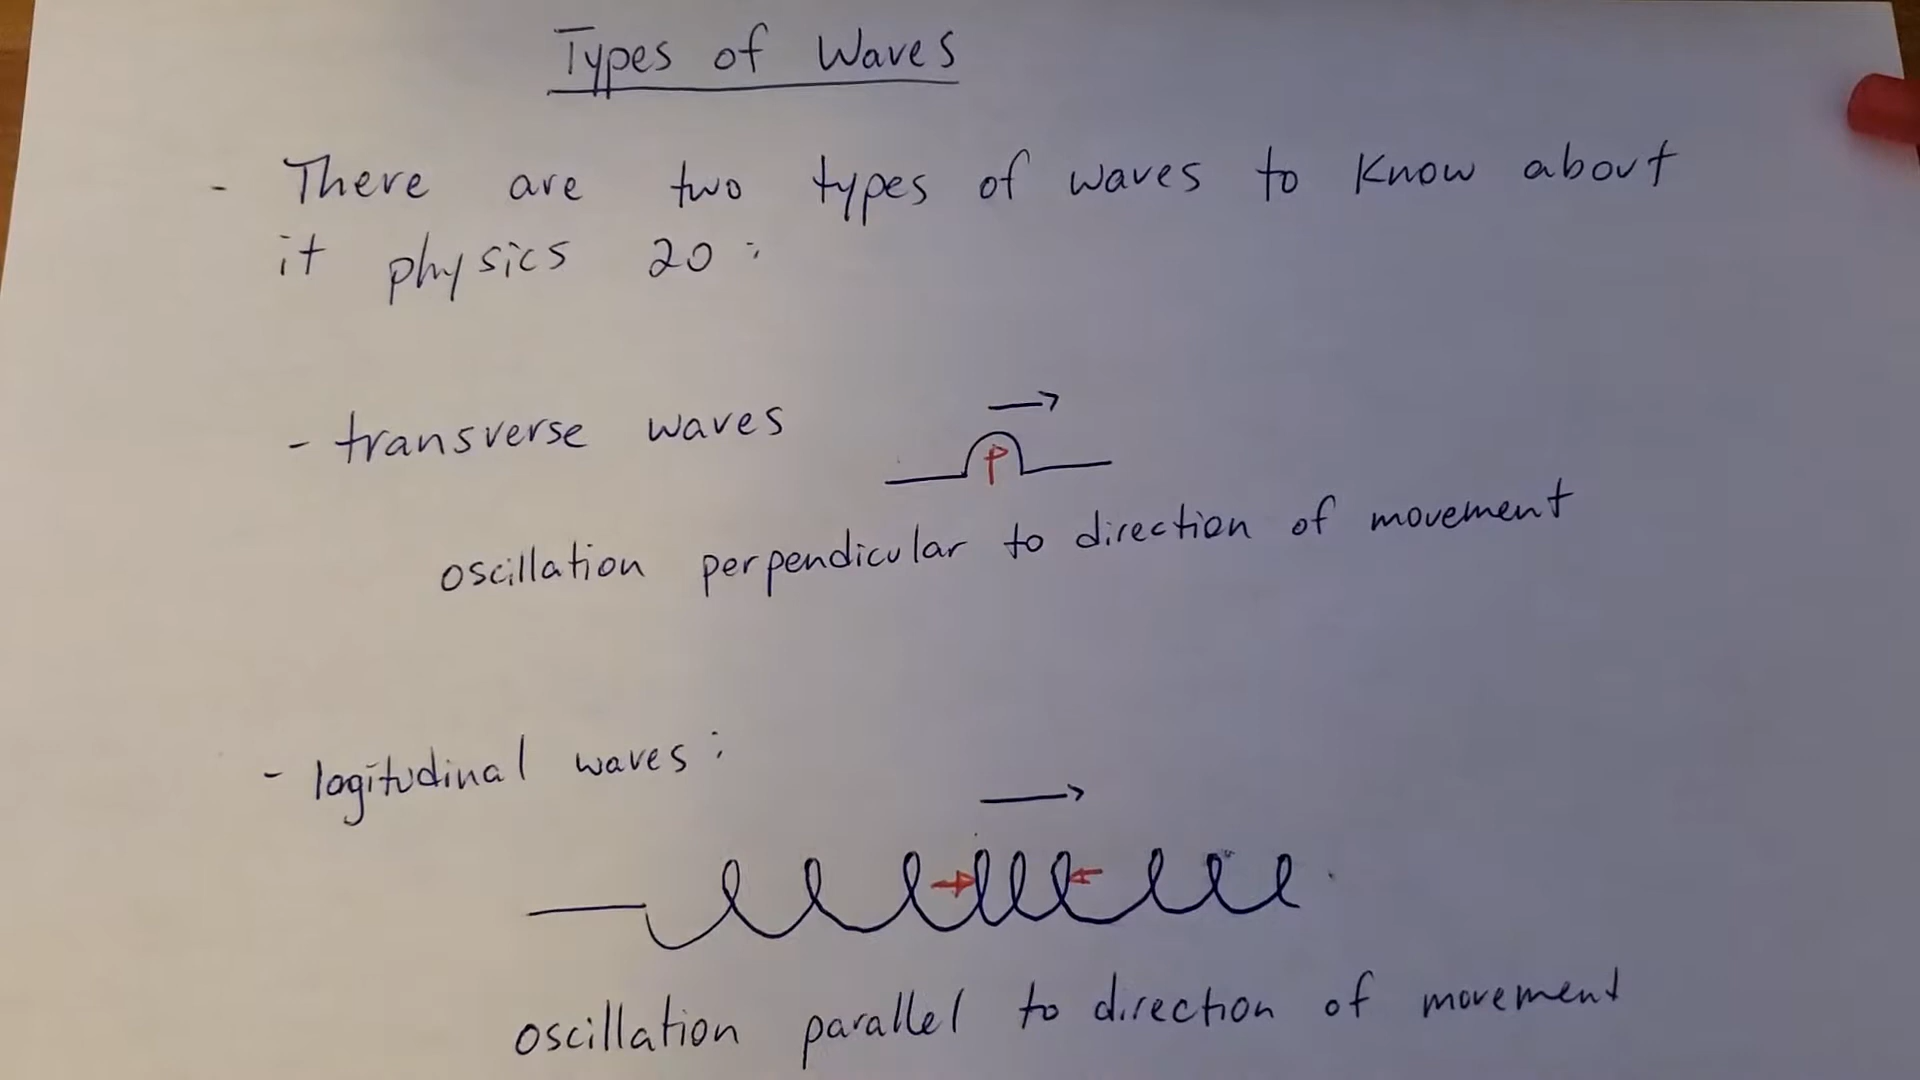 Types of Waves
- There are two types of waves to know about
it physics 20:
- transverse waves
P
oscillation perpendicular to direction of movement
- logitudinal waves:
oscillation parallel to direction of movement